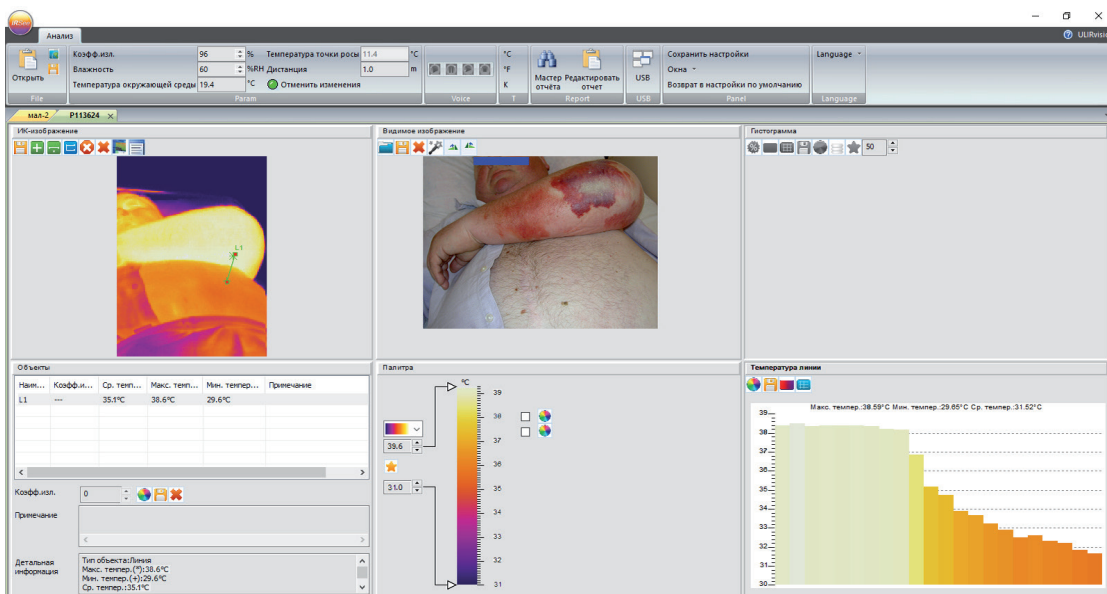 Анализ
ULIRvisio
Открыть
Коэфф.изл. 96 % Температура точки росы 11.4 °C
Влажность 60 %RH Дистанция 1.0 m
Температура окружающей среды 19.4 °C Отменить изменения
°C
°F
K
Мастер отчёта
Редактировать отчет
USB
Сохранить настройки
Окна
Возврат в настройки по умолчанию
Language
File Param Voice T Report USB Panel Language
мал-2 P113624
ИК-изображение
L1
Видимое изображение
Гистограмма
50
Объекты
Наим... Коэфф.и... Ср. темп... Макс. темп... Мин. темпер... Примечание
L1 --- 35.1°C 38.6°C 29.6°C
Коэфф.изл. 0
Примечание
Детальная информация
Тип объекта:Линия
Макс. темпер.(*):38.6°C
Мин. темпер.(+):29.6°C
Ср. темпер.:35.1°C
Палитра
°C
39.6
31.0
39
38
37
36
35
34
33
32
31
Температура линии
Макс. темпер.:38.59°C Мин. темпер.:29.65°C Ср. темпер.:31.52°C
39
38
37
36
35
34
33
32
31
30